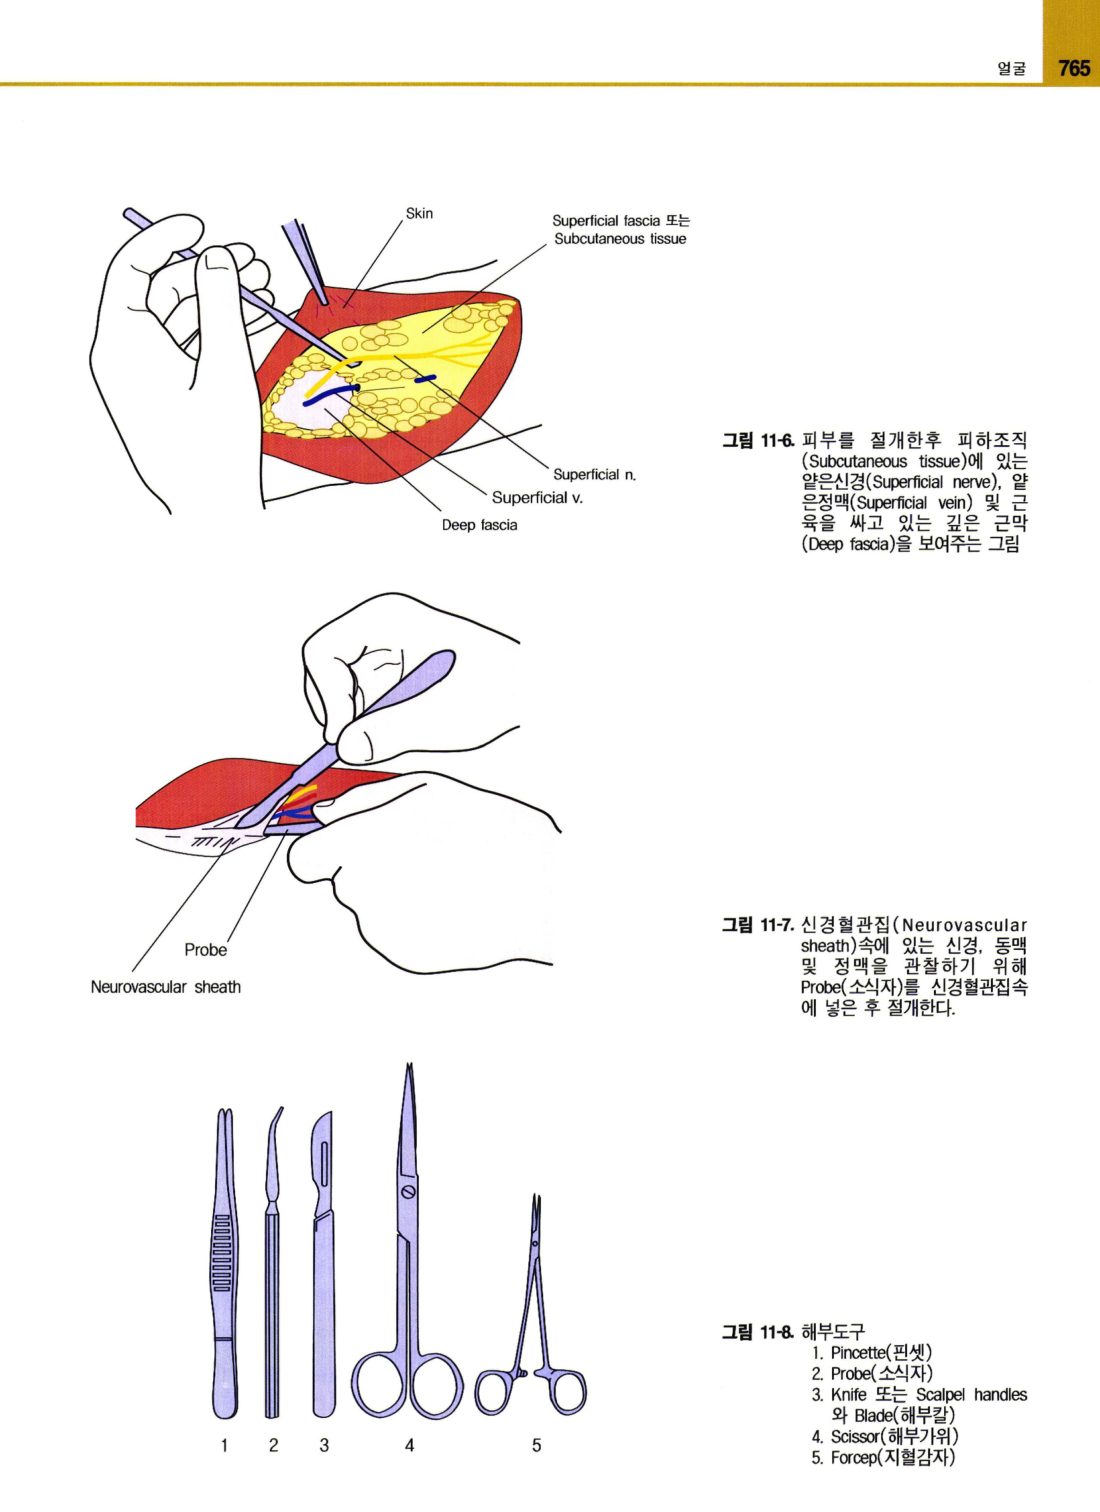 얼굴 765
Skin
Superficial fascia 또는
Subcutaneous tissue
Superficial n.
Superficial v.
Deep fascia
그림 11-6. 피부를 절개한후 피하조직
(Subcutaneous tissue)에 있는
얕은신경(Superficial nerve), 얕
은정맥(Superficial vein) 및 근
육을 싸고 있는 깊은 근막
(Deep fascia)을 보여주는 그림
Probe
Neurovascular sheath
그림 11-7. 신경혈관집(Neurovascular
sheath)속에 있는 신경, 동맥
및 정맥을 관찰하기 위해
Probe(소식자)를 신경혈관집속
에 넣은 후 절개한다.
1 2 3 4 5
그림 11-8. 해부도구
1. Pincette(핀셋)
2. Probe(소식자)
3. Knife 또는 Scalpel handles
와 Blade(해부칼)
4. Scissor(해부가위)
5. Forcep(지혈감자)